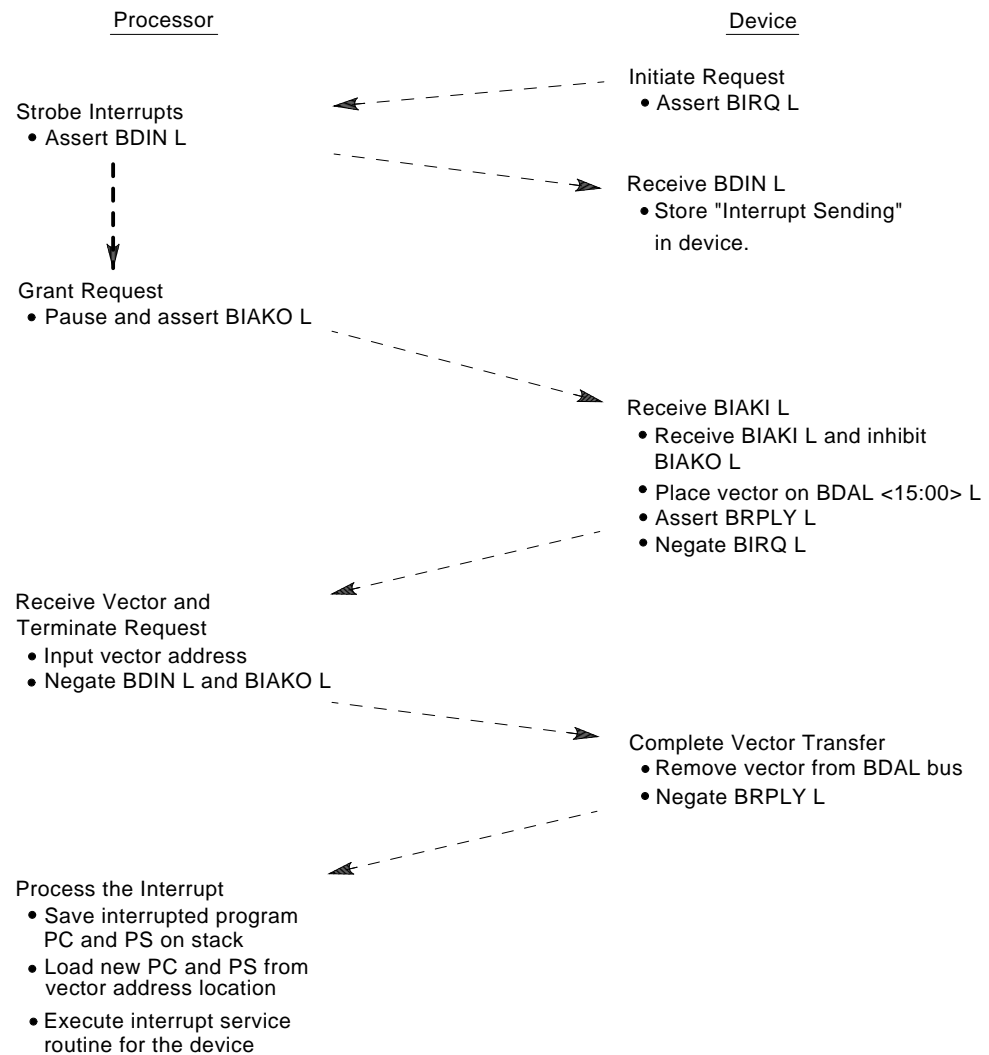 Processor
Device
Initiate Request
• Assert BIRQ L
Strobe Interrupts
• Assert BDIN L
Receive BDIN L
• Store "Interrupt Sending"
in device.
Grant Request
• Pause and assert BIAKO L
Receive BIAKI L
• Receive BIAKI L and inhibit
BIAKO L
• Place vector on BDAL <15:00> L
• Assert BRPLY L
• Negate BIRQ L
Receive Vector and
Terminate Request
• Input vector address
• Negate BDIN L and BIAKO L
Complete Vector Transfer
• Remove vector from BDAL bus
• Negate BRPLY L
Process the Interrupt
• Save interrupted program
PC and PS on stack
• Load new PC and PS from
vector address location
• Execute interrupt service
routine for the device